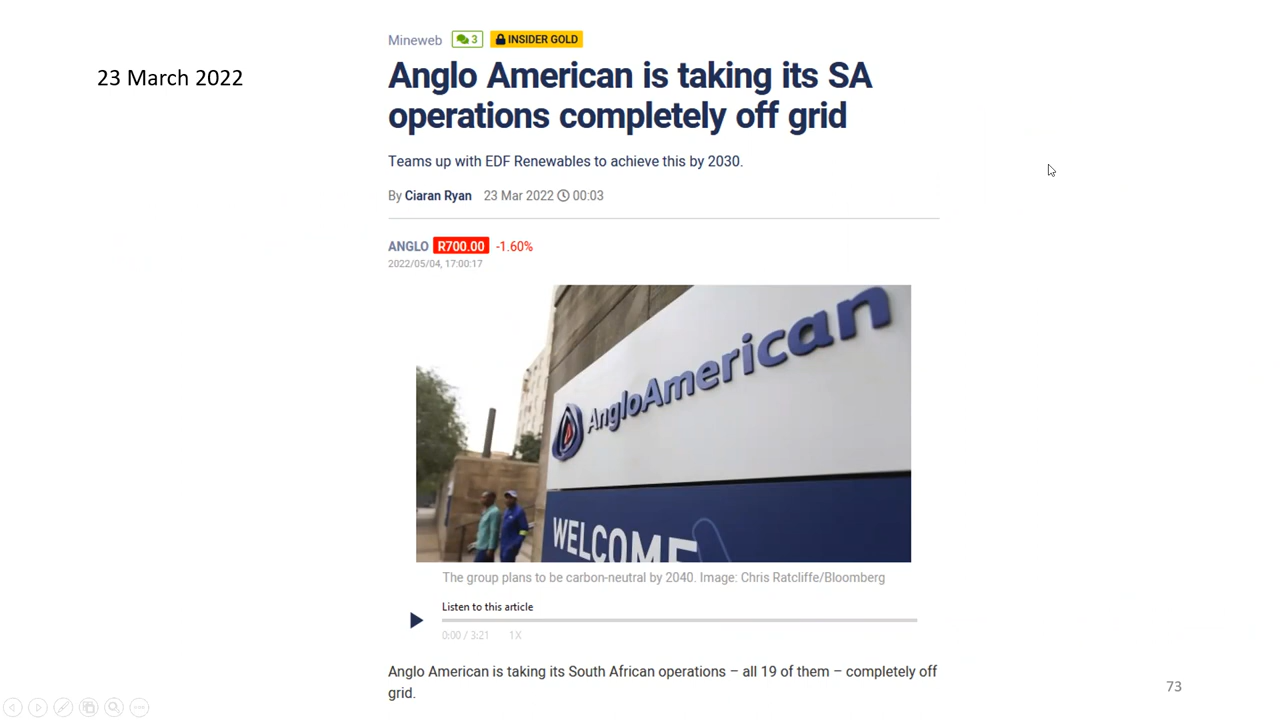 23 March 2022
Mineweb 3 INSIDER GOLD
Anglo American is taking its SA
operations completely off grid
Teams up with EDF Renewables to achieve this by 2030.
By Ciaran Ryan 23 Mar 2022 00:03
ANGLO R700.00 -1.60%
2022/05/04, 17:00:17
AngloAmerican
WELCOME
The group plans to be carbon-neutral by 2040. Image: Chris Ratcliffe/Bloomberg
Listen to this article
0:00 / 3:21 1X
Anglo American is taking its South African operations – all 19 of them – completely off
grid.
73